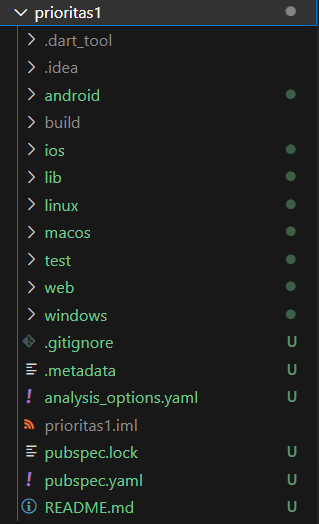 prioritas1
.dart_tool
.idea
android
build
ios
lib
linux
macos
test
web
windows
.gitignore U
.metadata U
analysis_options.yaml U
prioritas1.iml
pubspec.lock U
pubspec.yaml U
README.md U